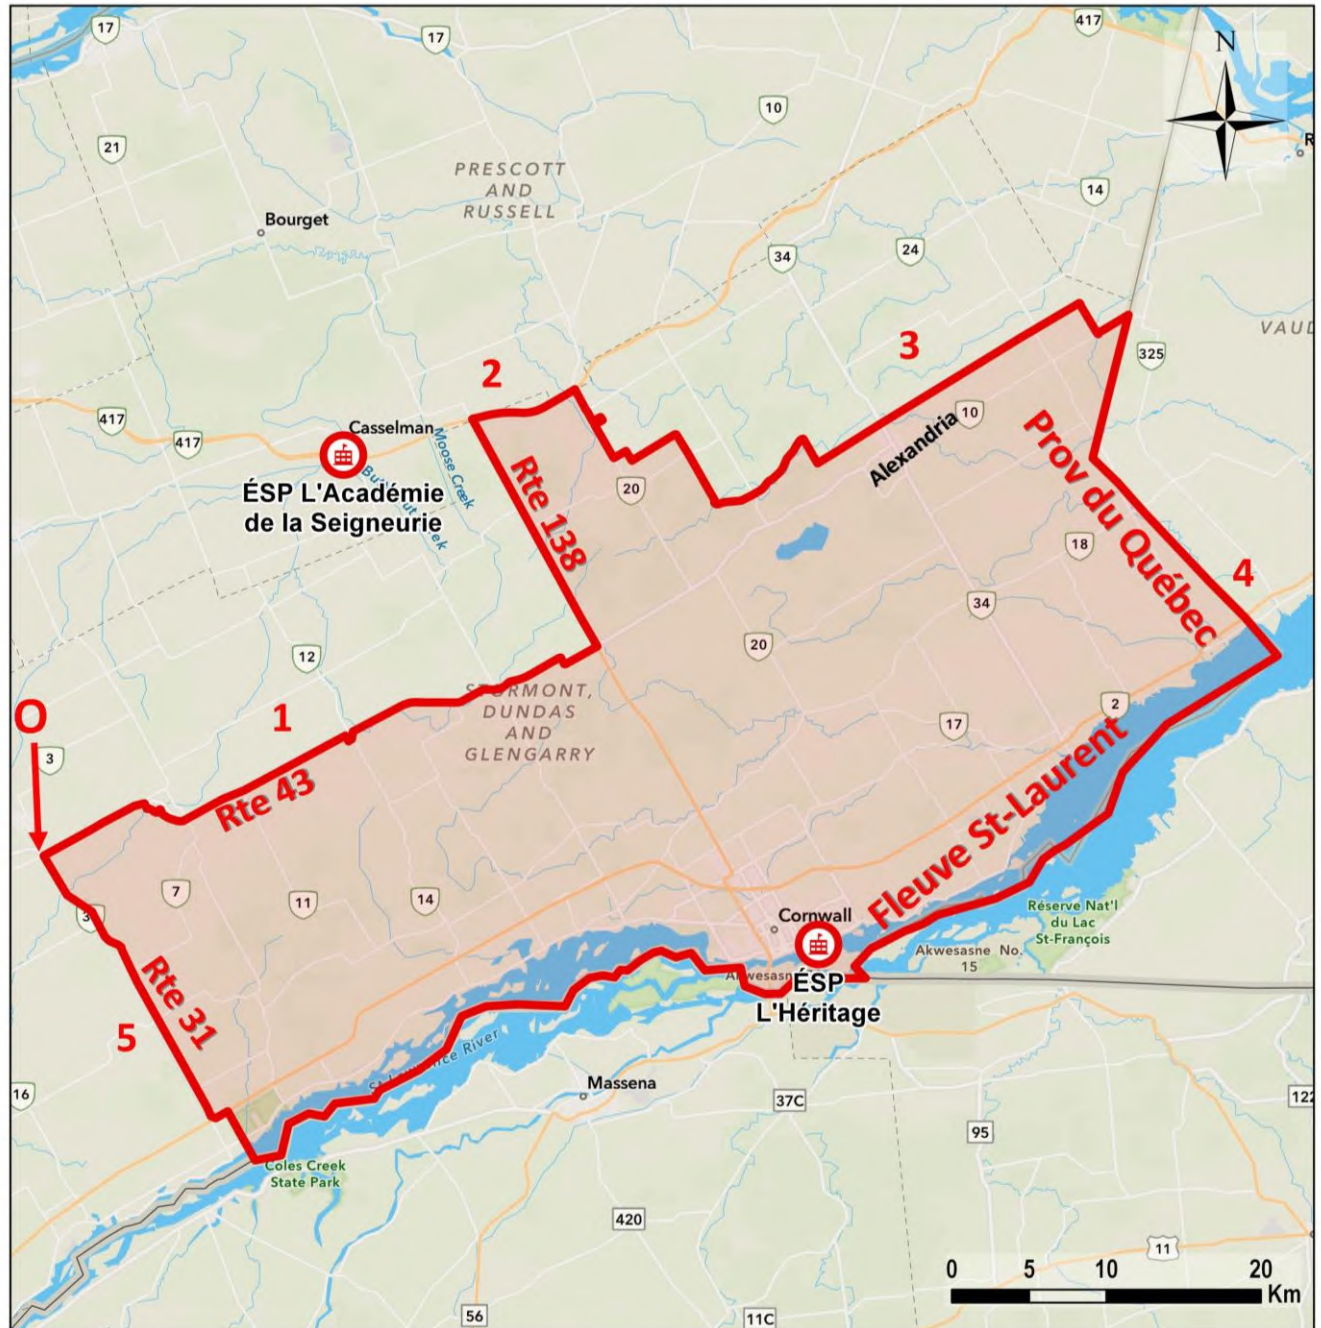 17
17
417
N
10
21
R
PRESCOTT
AND
RUSSELL
14
Bourget
34
24
VAUD
3
325
2
417
417
Casselman
Moose Creek
10
Alexandria
Prov du Québec
ÉSP L'Académie
de la Seigneurie
Rte 138
20
18
4
34
12
20
STORMONT,
DUNDAS
AND
GLENGARRY
O
1
2
17
3
Rte 43
Fleuve St-Laurent
7
11
14
3
Cornwall
Réserve Nat'l
du Lac
St-François
Akwesasne No.
15
Rte 31
ÉSP
L'Héritage
5
St Lawrence River
Massena
16
37C
122
95
Coles Creek
State Park
420
11
0 5 10 20
Km
56
11C